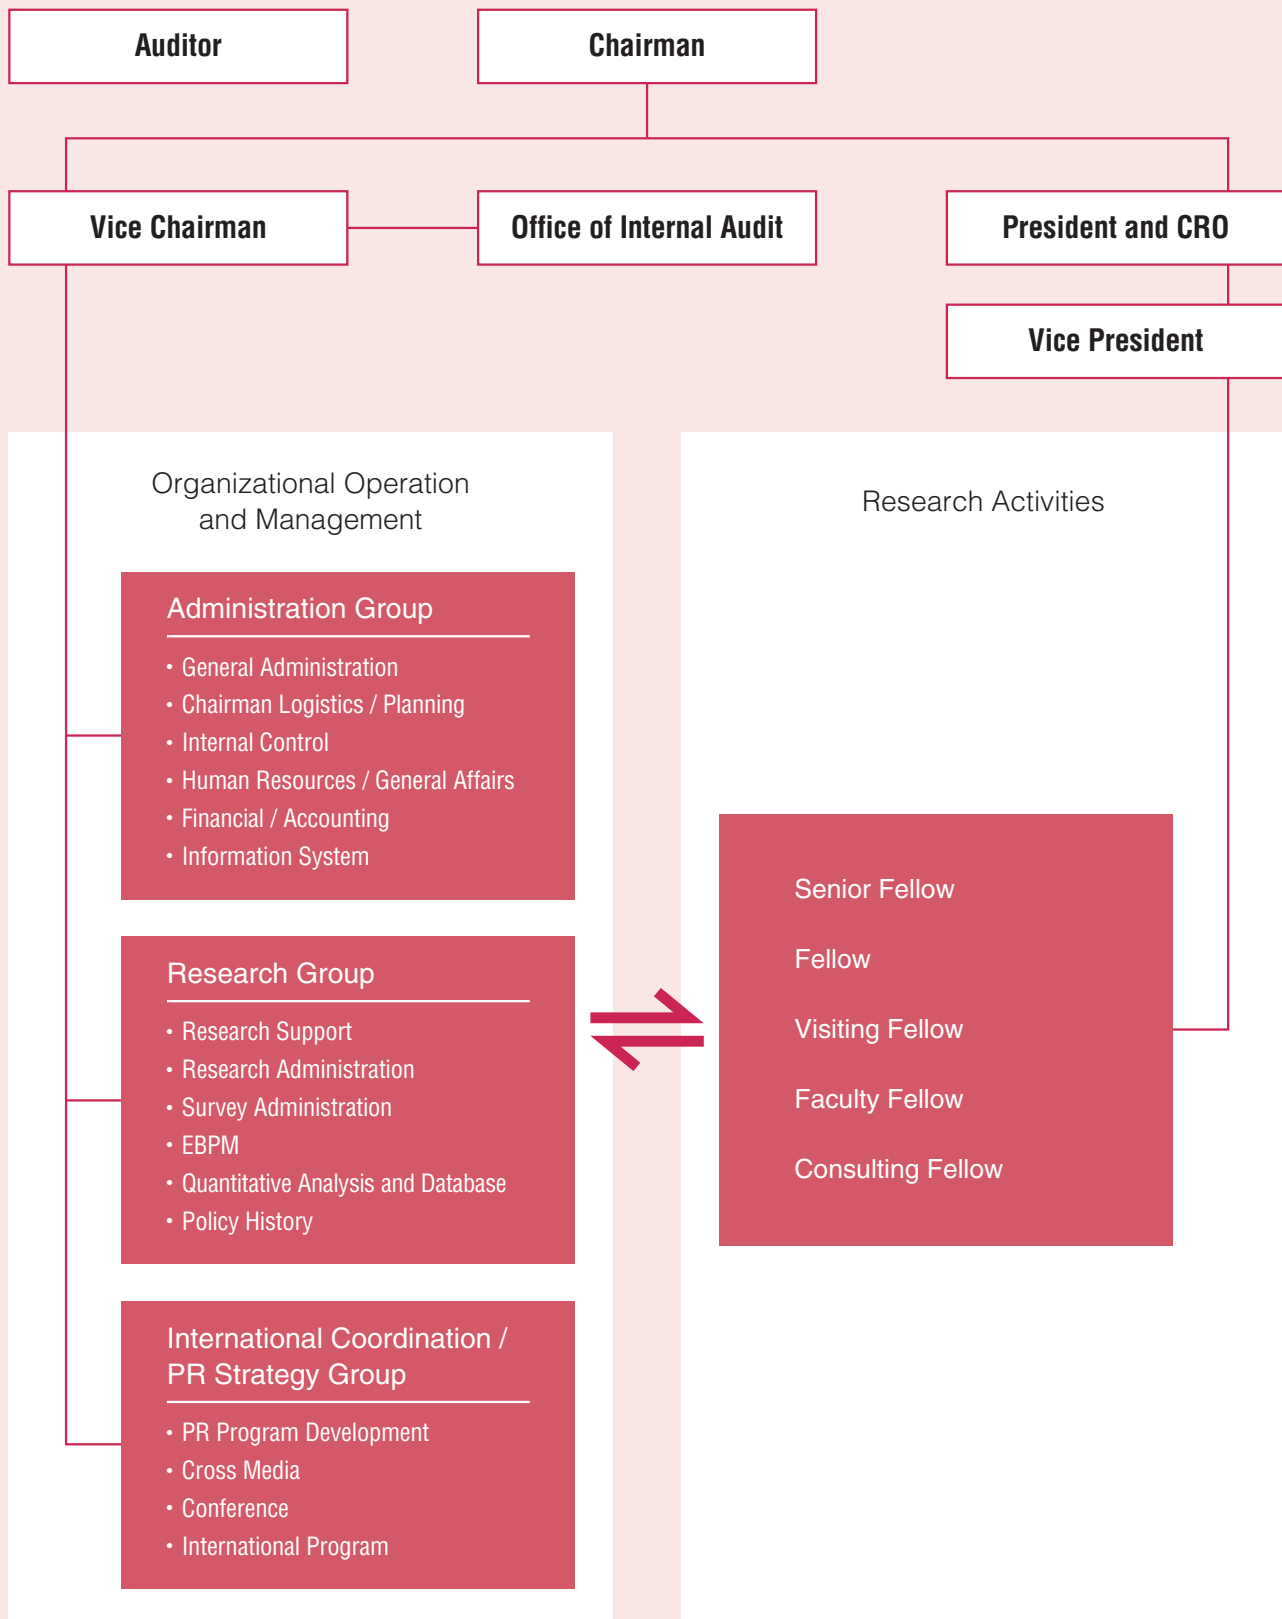 Auditor
Chairman
Vice Chairman
Office of Internal Audit
President and CRO
Vice President
Organizational Operation
and Management
Administration Group
• General Administration
• Chairman Logistics / Planning
• Internal Control
• Human Resources / General Affairs
• Financial / Accounting
• Information System
Research Group
• Research Support
• Research Administration
• Survey Administration
• EBPM
• Quantitative Analysis and Database
• Policy History
International Coordination /
PR Strategy Group
• PR Program Development
• Cross Media
• Conference
• International Program
Research Activities
Senior Fellow
Fellow
Visiting Fellow
Faculty Fellow
Consulting Fellow